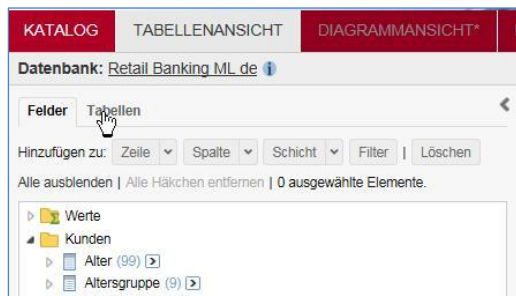 KATALOG TABELLENANSICHT DIAGRAMMANSICHT*
Datenbank: Retail Banking ML de i
Felder Tabellen
Hinzufügen zu: Zeile Spalte Schicht Filter | Löschen
Alle ausblenden | Alle Häkchen entfernen | 0 ausgewählte Elemente.
Werte
Kunden
Alter (99)
Altersgruppe (9)